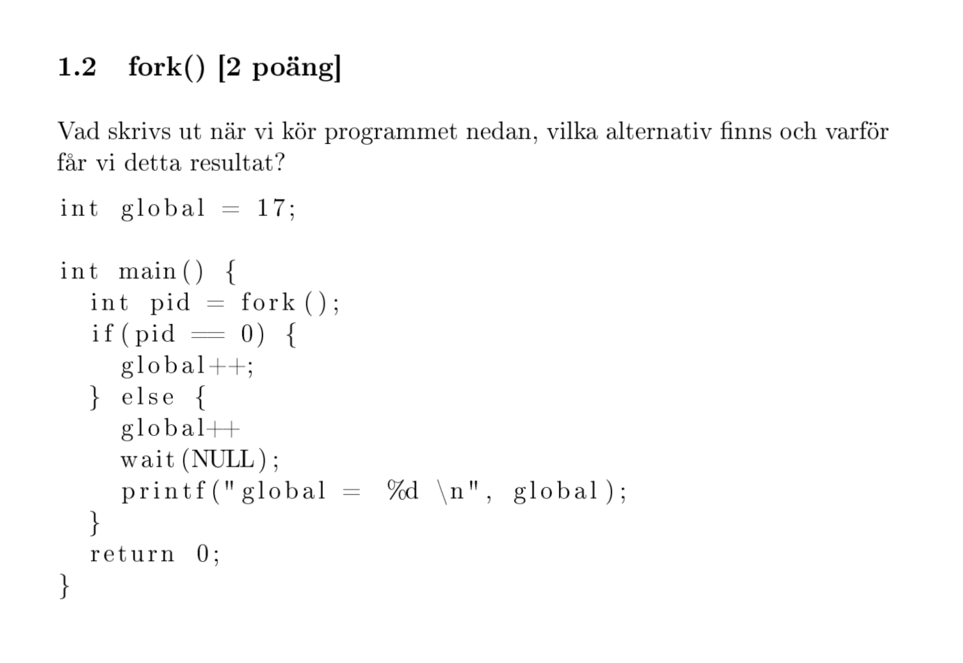 1.2 fork() [2 poäng]
Vad skrivs ut när vi kör programmet nedan, vilka alternativ finns och varför
får vi detta resultat?
int global = 17;
int main() {
int pid = fork();
if(pid == 0) {
global++;
} else {
global++
wait(NULL);
printf("global = %d \n", global);
}
return 0;
}